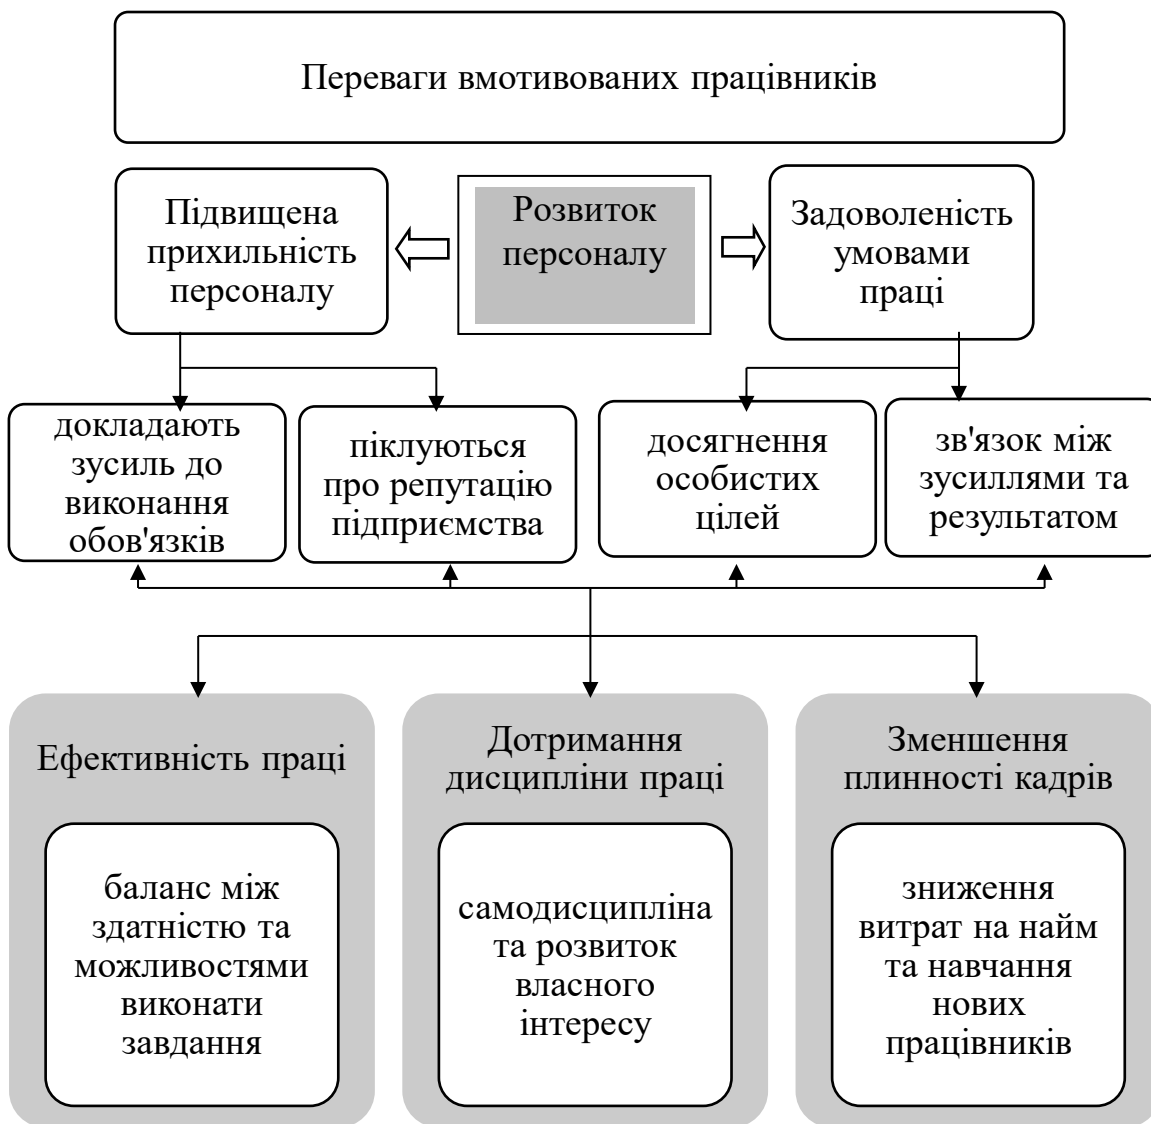 Переваги вмотивованих працівників
Підвищена
прихильність
персоналу
Розвиток
персоналу
Задоволеність
умовами
праці
докладають
зусиль до
виконання
обов'язків
піклуються
про репутацію
підприємства
досягнення
особистих
цілей
зв'язок між
зусиллями та
результатом
Ефективність праці
баланс між
здатністю та
можливостями
виконати
завдання
Дотримання
дисципліни праці
самодисципліна
та розвиток
власного
інтересу
Зменшення
плинності кадрів
зниження
витрат на найм
та навчання
нових
працівників